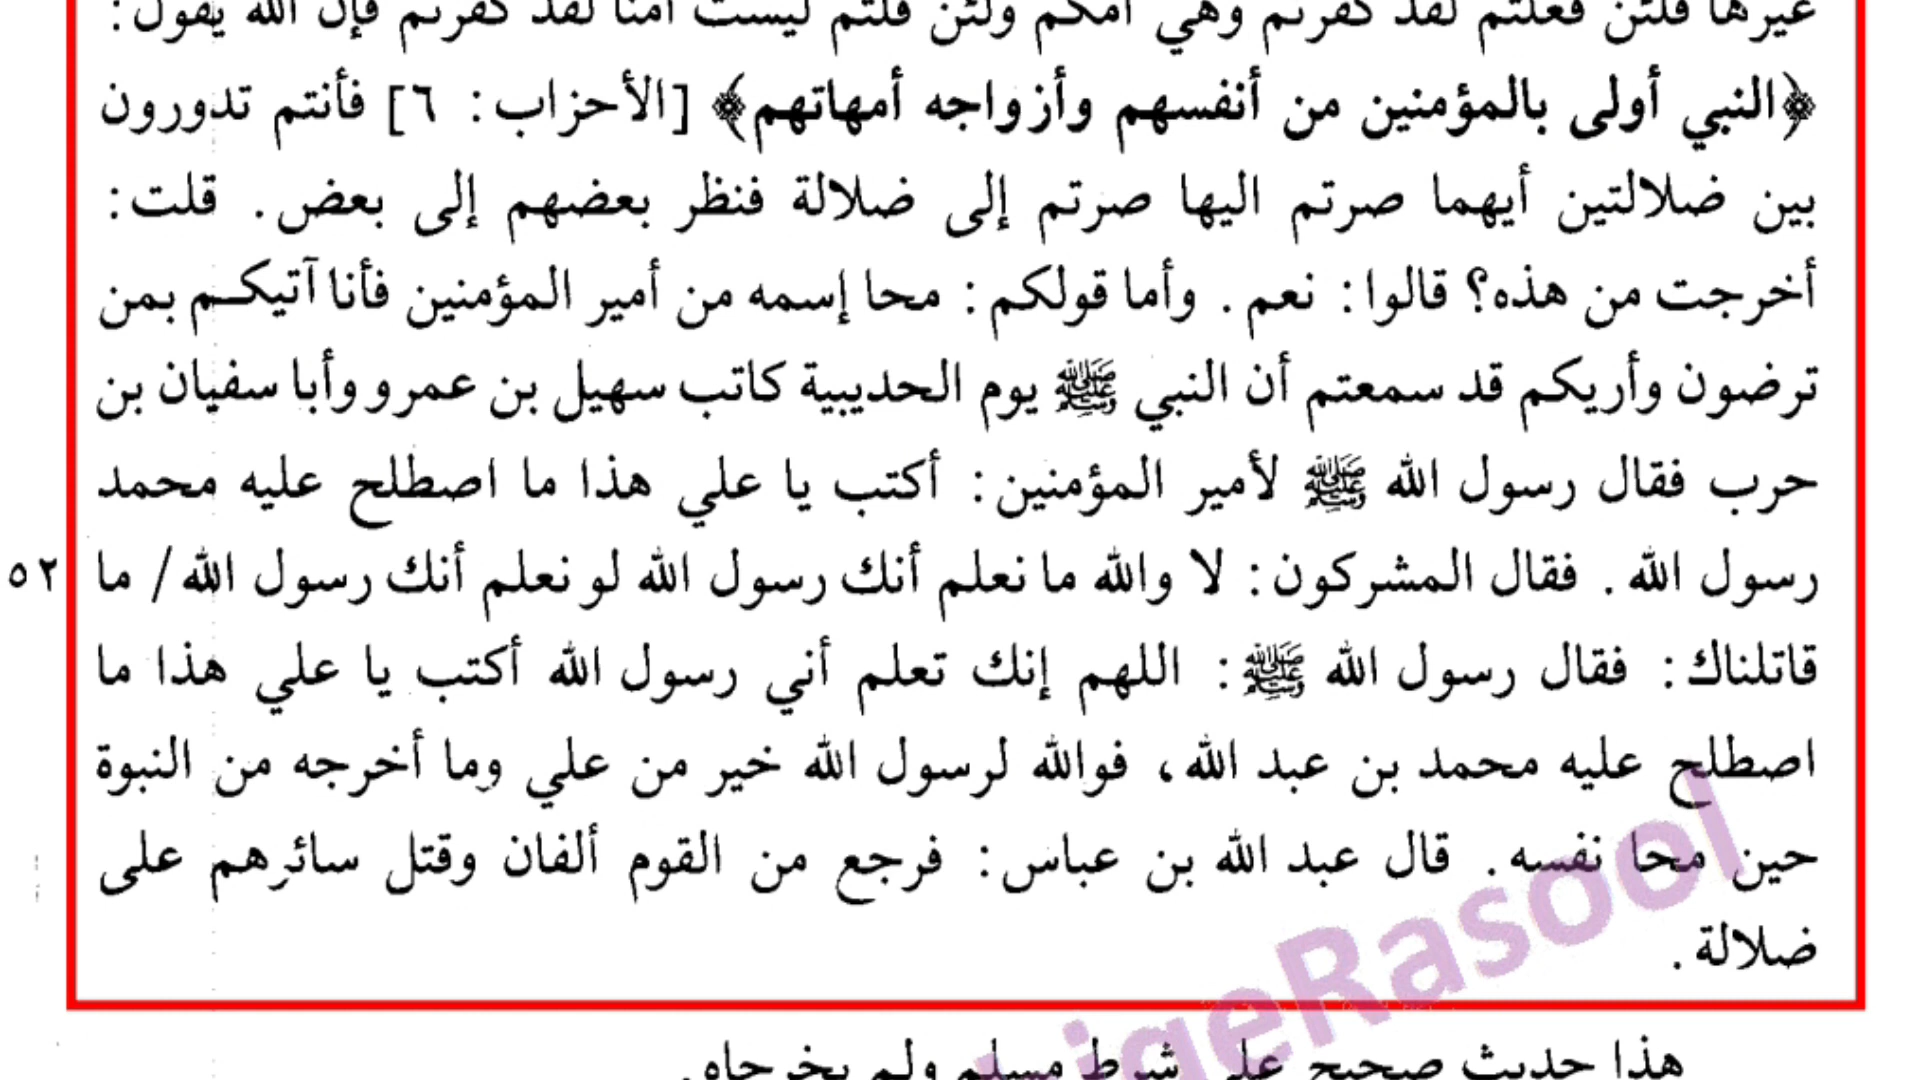 غيرها فلئن فعلتم لقد كفرتم وهي أمكم ولئن قلتم ليست أمنا لقد كفرتم فإن الله يقول:
﴿النبي أولى بالمؤمنين من أنفسهم وأزواجه أمهاتهم﴾ [الأحزاب: ٦] فأنتم تدورون
بين ضلالتين أيهما صرتم اليها صرتم إلى ضلالة فنظر بعضهم إلى بعض. قلت:
أخرجت من هذه؟ قالوا: نعم. وأما قولكم: محا إسمه من أمير المؤمنين فأنا آتيكم بمن
ترضون وأريكم قد سمعتم أن النبي ﷺ يوم الحديبية كاتب سهيل بن عمرو وأبا سفيان بن
حرب فقال رسول الله ﷺ لأمير المؤمنين: أكتب يا علي هذا ما اصطلح عليه محمد
رسول الله. فقال المشركون: لا والله ما نعلم أنك رسول الله لو نعلم أنك رسول الله/ ما
٥٢
قاتلناك: فقال رسول الله ﷺ: اللهم إنك تعلم أني رسول الله أكتب يا علي هذا ما
اصطلح عليه محمد بن عبد الله، فوالله لرسول الله خير من علي وما أخرجه من النبوة
حين محا نفسه. قال عبد الله بن عباس: فرجع من القوم ألفان وقتل سائرهم على
ضلالة.
هذا حديث صحيح على شرط مسلم ولم يخرجاه.
iqeRasool